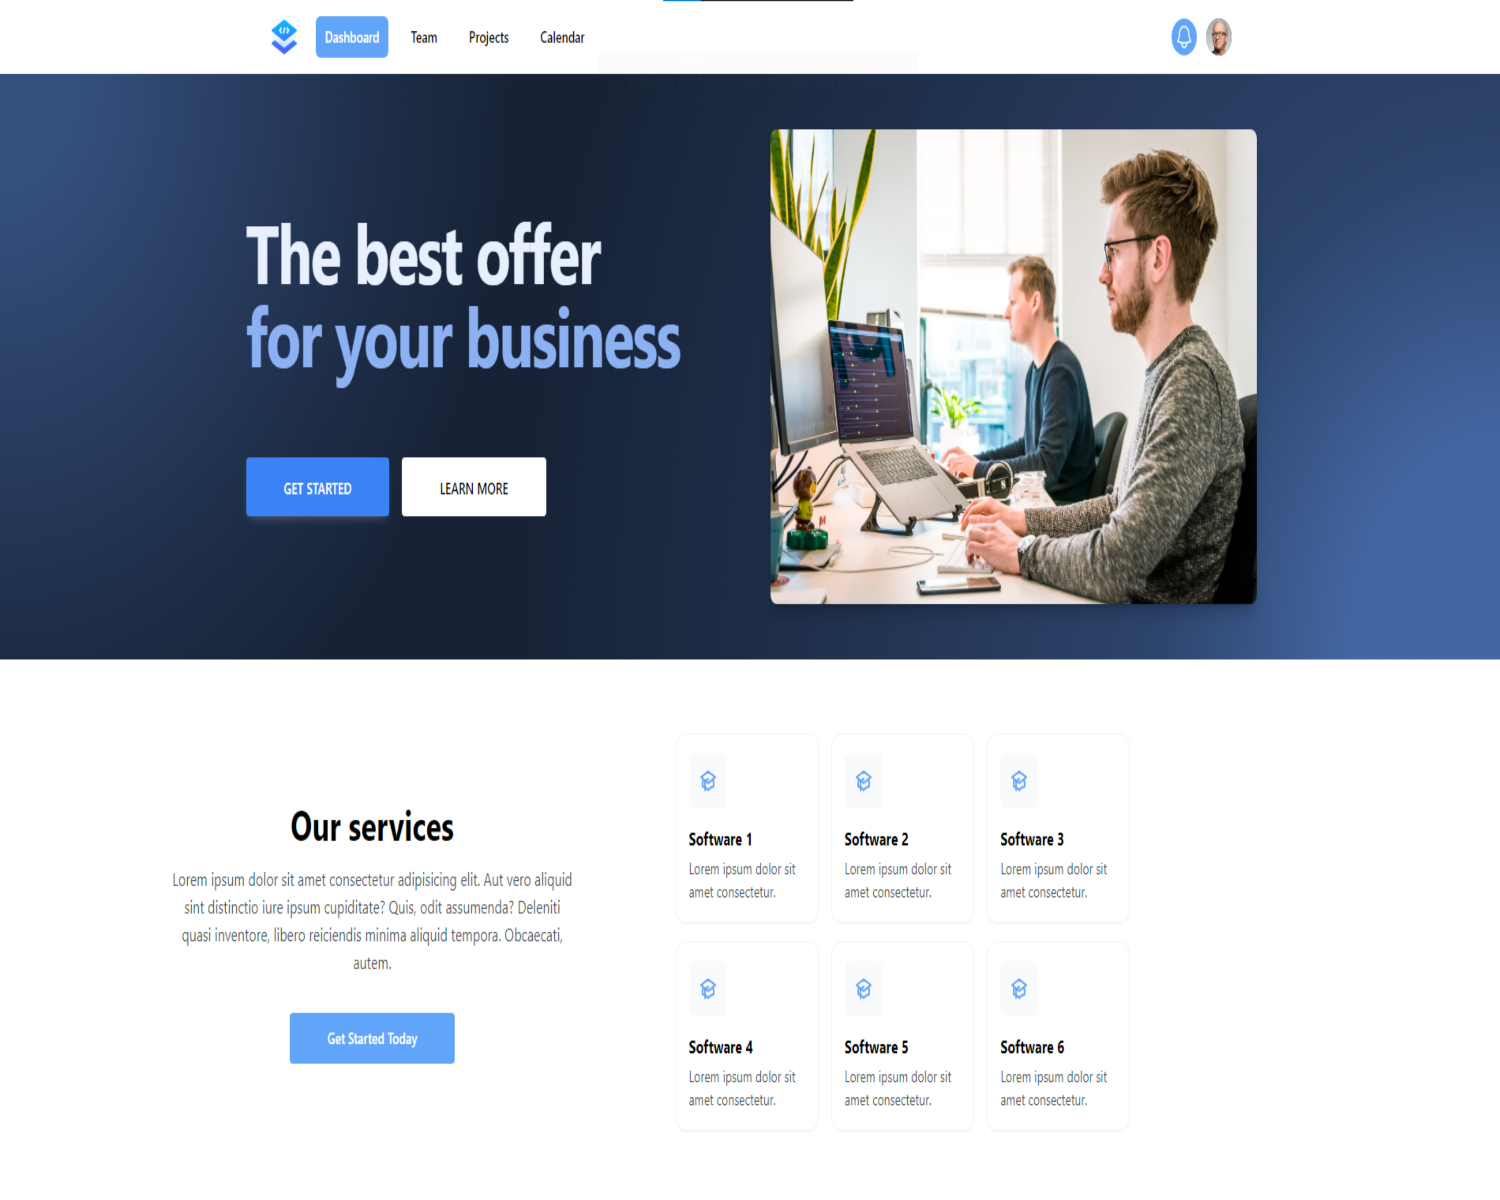 Dashboard Team Projects Calendar
The best offer
for your business
GET STARTED LEARN MORE
Our services
Lorem ipsum dolor sit amet consectetur adipisicing elit. Aut vero aliquid
sint distinctio iure ipsum cupiditate? Quis, odit assumenda? Deleniti
quasi inventore, libero reiciendis minima aliquid tempora. Obcaecati,
autem.
Get Started Today
Software 1
Lorem ipsum dolor sit
amet consectetur.
Software 2
Lorem ipsum dolor sit
amet consectetur.
Software 3
Lorem ipsum dolor sit
amet consectetur.
Software 4
Lorem ipsum dolor sit
amet consectetur.
Software 5
Lorem ipsum dolor sit
amet consectetur.
Software 6
Lorem ipsum dolor sit
amet consectetur.